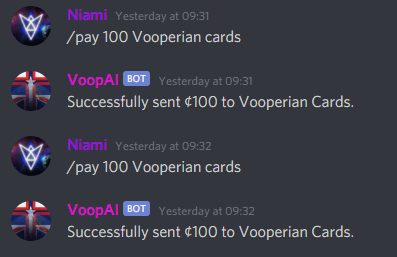 Niami Yesterday at 09:31
/pay 100 Vooperian cards
VoopAI BOT Yesterday at 09:31
Successfully sent ¢100 to Vooperian Cards.
Niami Yesterday at 09:32
/pay 100 Vooperian cards
VoopAI BOT Yesterday at 09:32
Successfully sent ¢100 to Vooperian Cards.